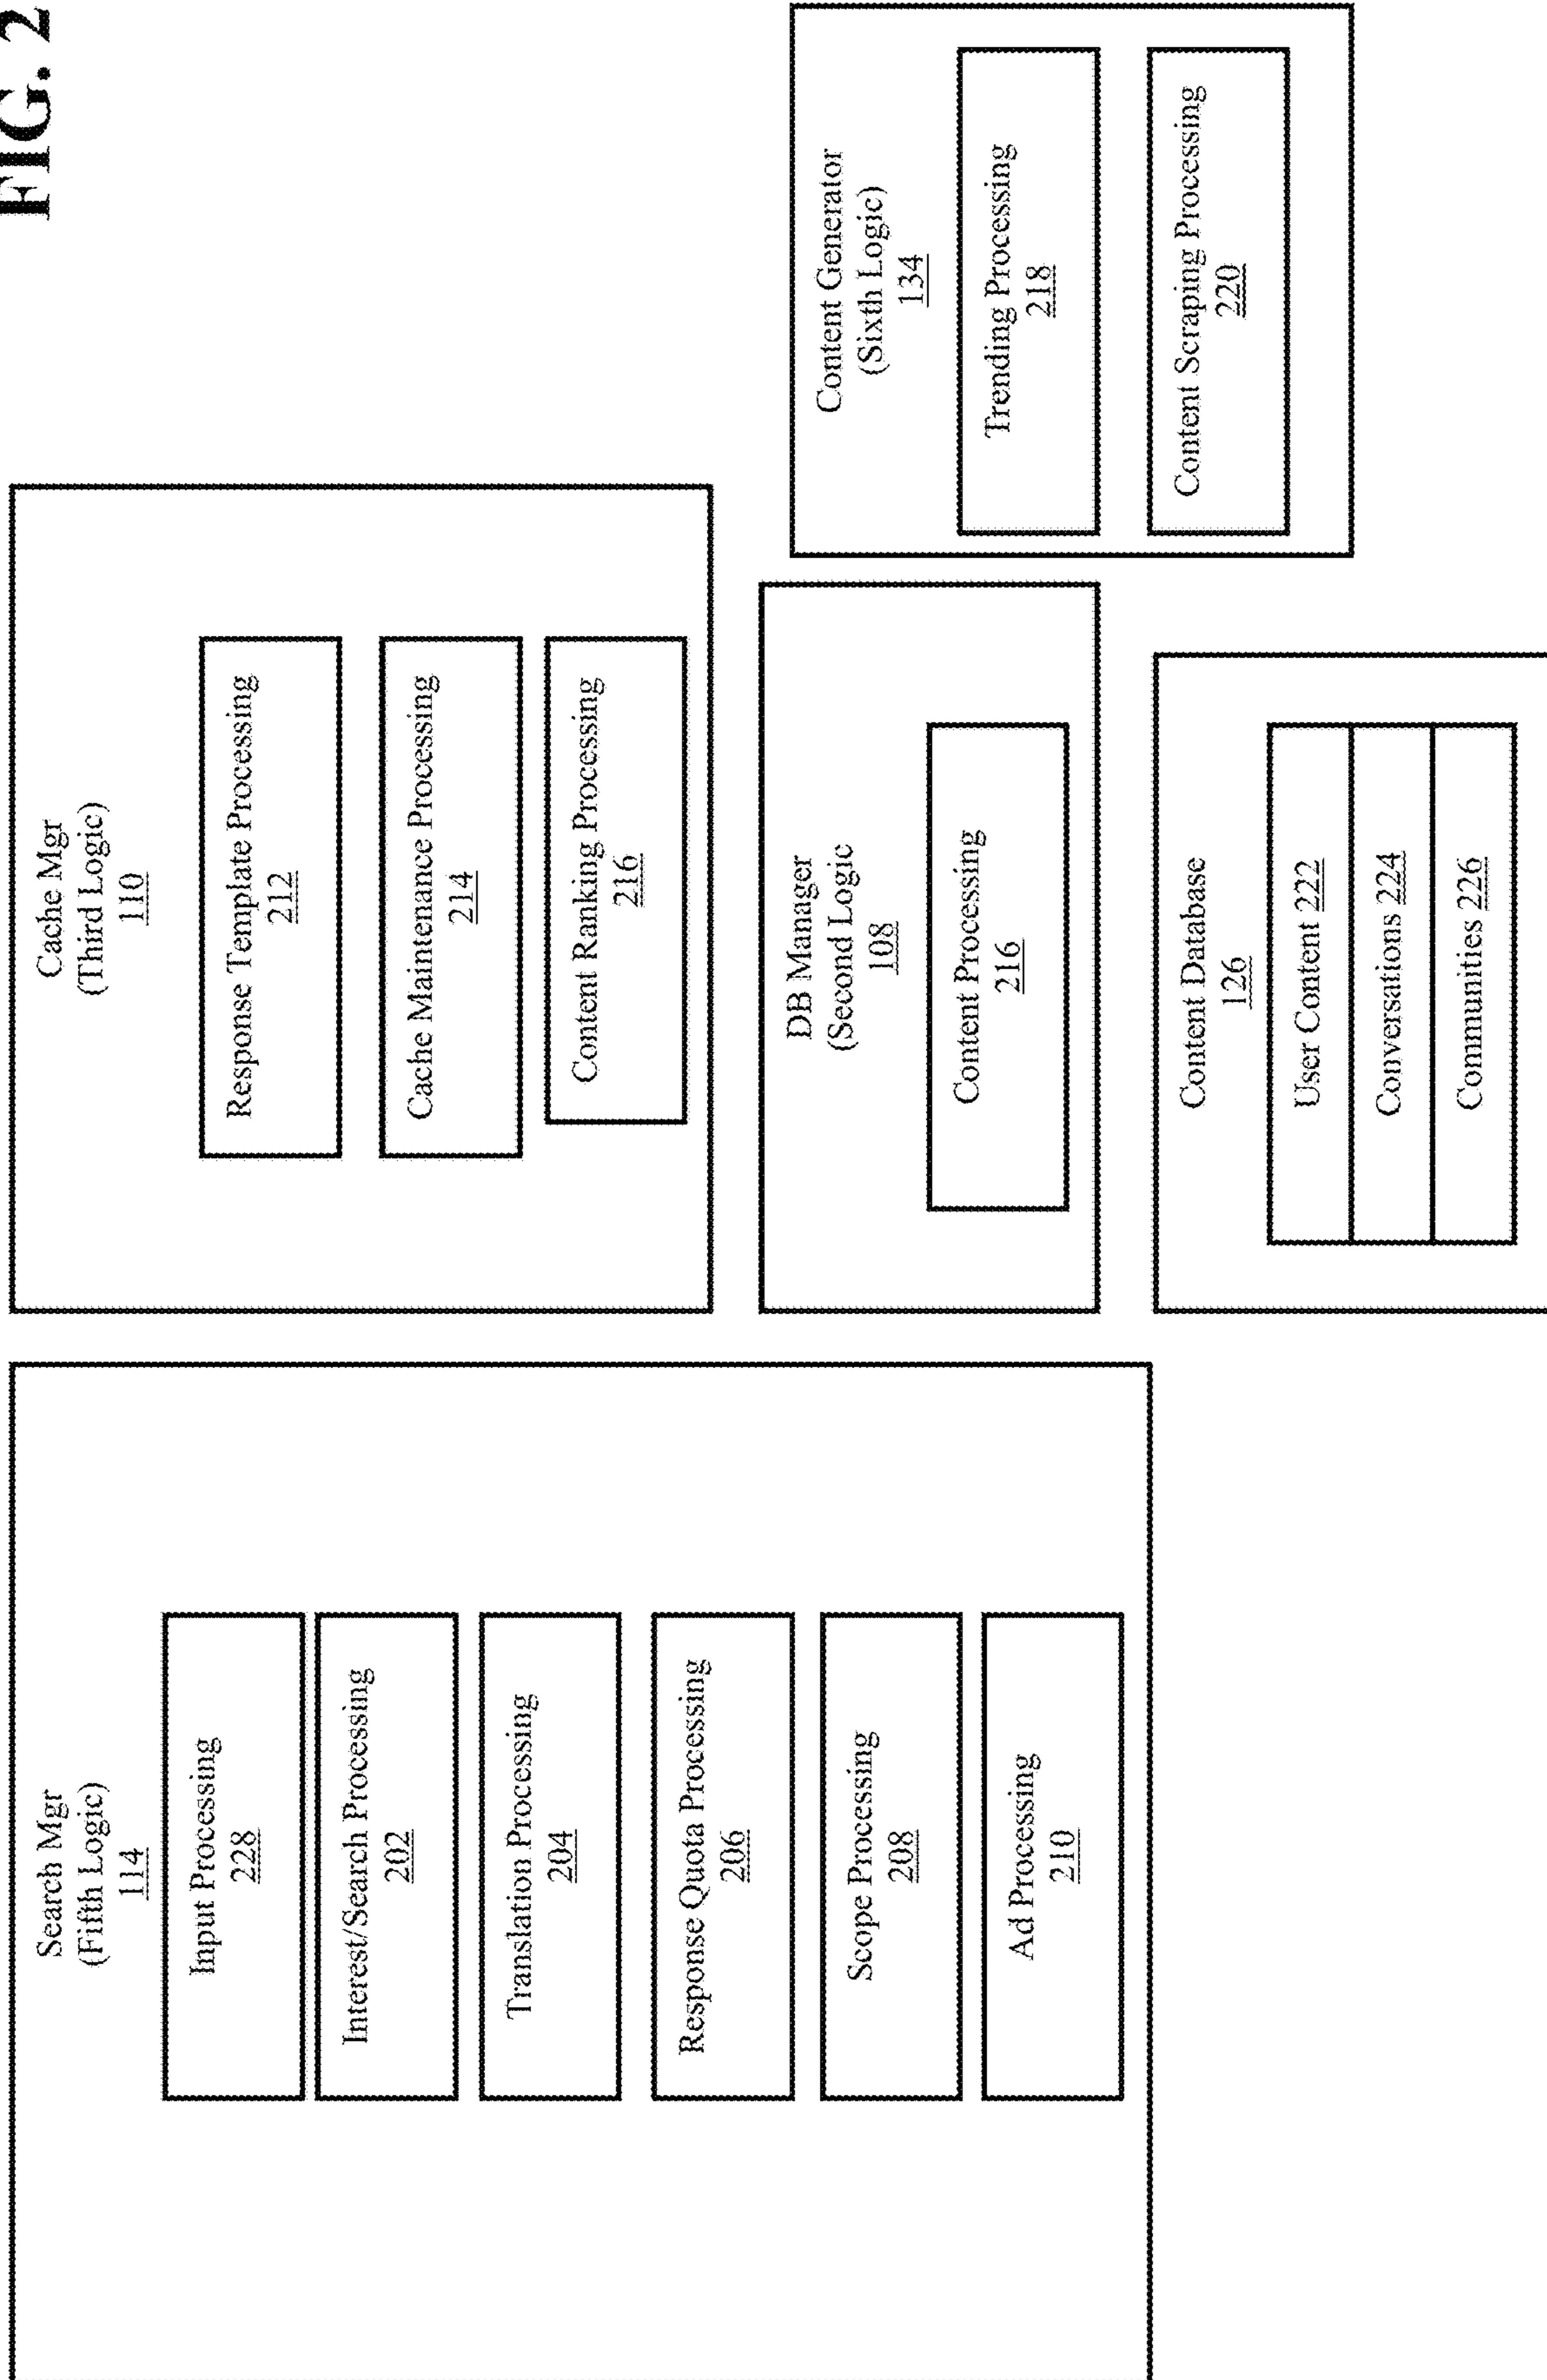 FIG. 2
Search Mgr
(Fifth Logic)
114
Input Processing
228
Interest/Search Processing
202
Translation Processing
204
Response Quota Processing
206
Scope Processing
208
Ad Processing
210
Cache Mgr
(Third Logic)
110
Response Template Processing
212
Cache Maintenance Processing
214
Content Ranking Processing
216
DB Manager
(Second Logic
108
Content Processing
216
Content Database
126
User Content 222
Conversations 224
Communities 226
Content Generator
(Sixth Logic)
134
Trending Processing
218
Content Scraping Processing
220